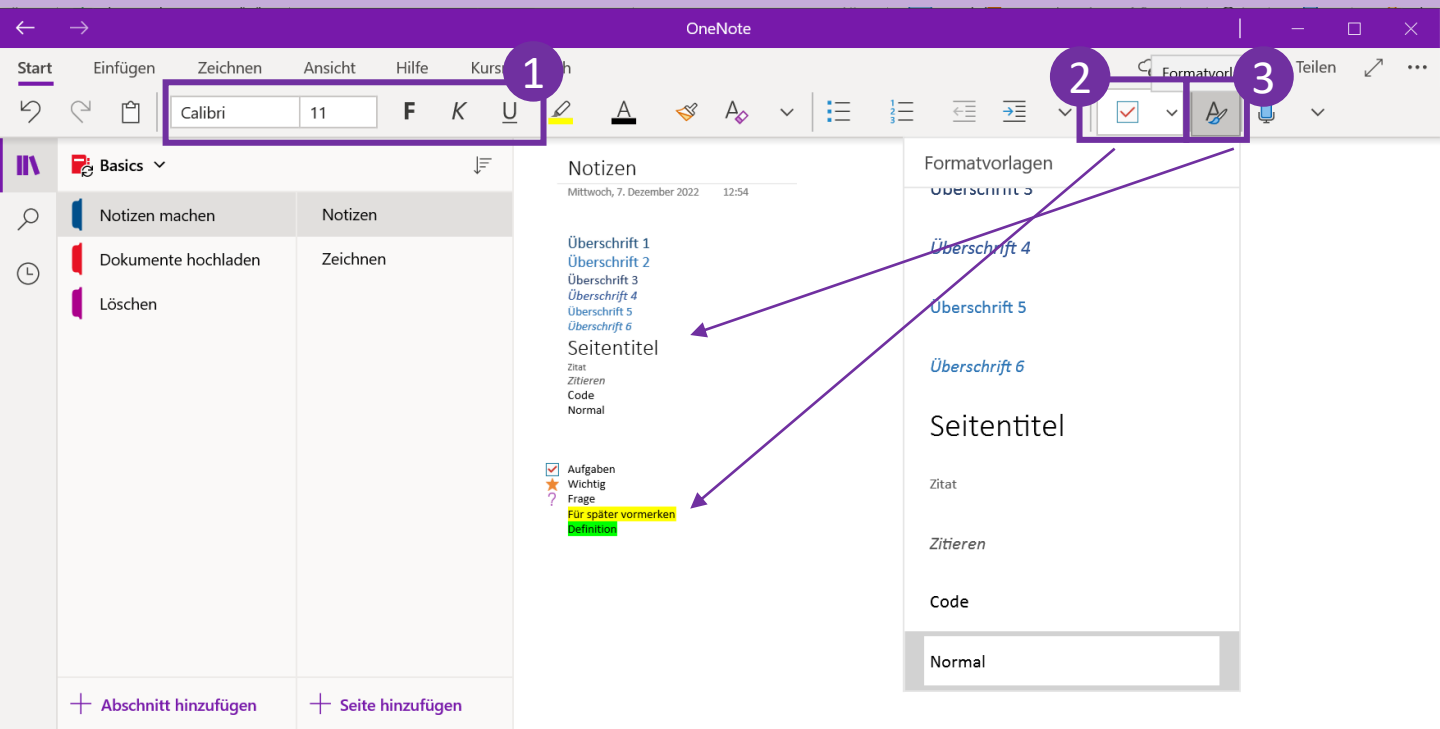 OneNote
Start Einfügen Zeichnen Ansicht Hilfe Teilen
1 2 3
Calibri 11 F K U A
Basics
Notizen machen
Dokumente hochladen
Löschen
Abschnitt hinzufügen
Notizen
Zeichnen
Seite hinzufügen
Notizen
Mittwoch, 7. Dezember 2022 12:54
Überschrift 1
Überschrift 2
Überschrift 3
Überschrift 4
Überschrift 5
Überschrift 6
Seitentitel
Zitat
Zitieren
Code
Normal
Aufgaben
Wichtig
? Frage
Für später vormerken
Definition
Formatvorlagen
Überschrift 4
Überschrift 5
Überschrift 6
Seitentitel
Zitat
Zitieren
Code
Normal